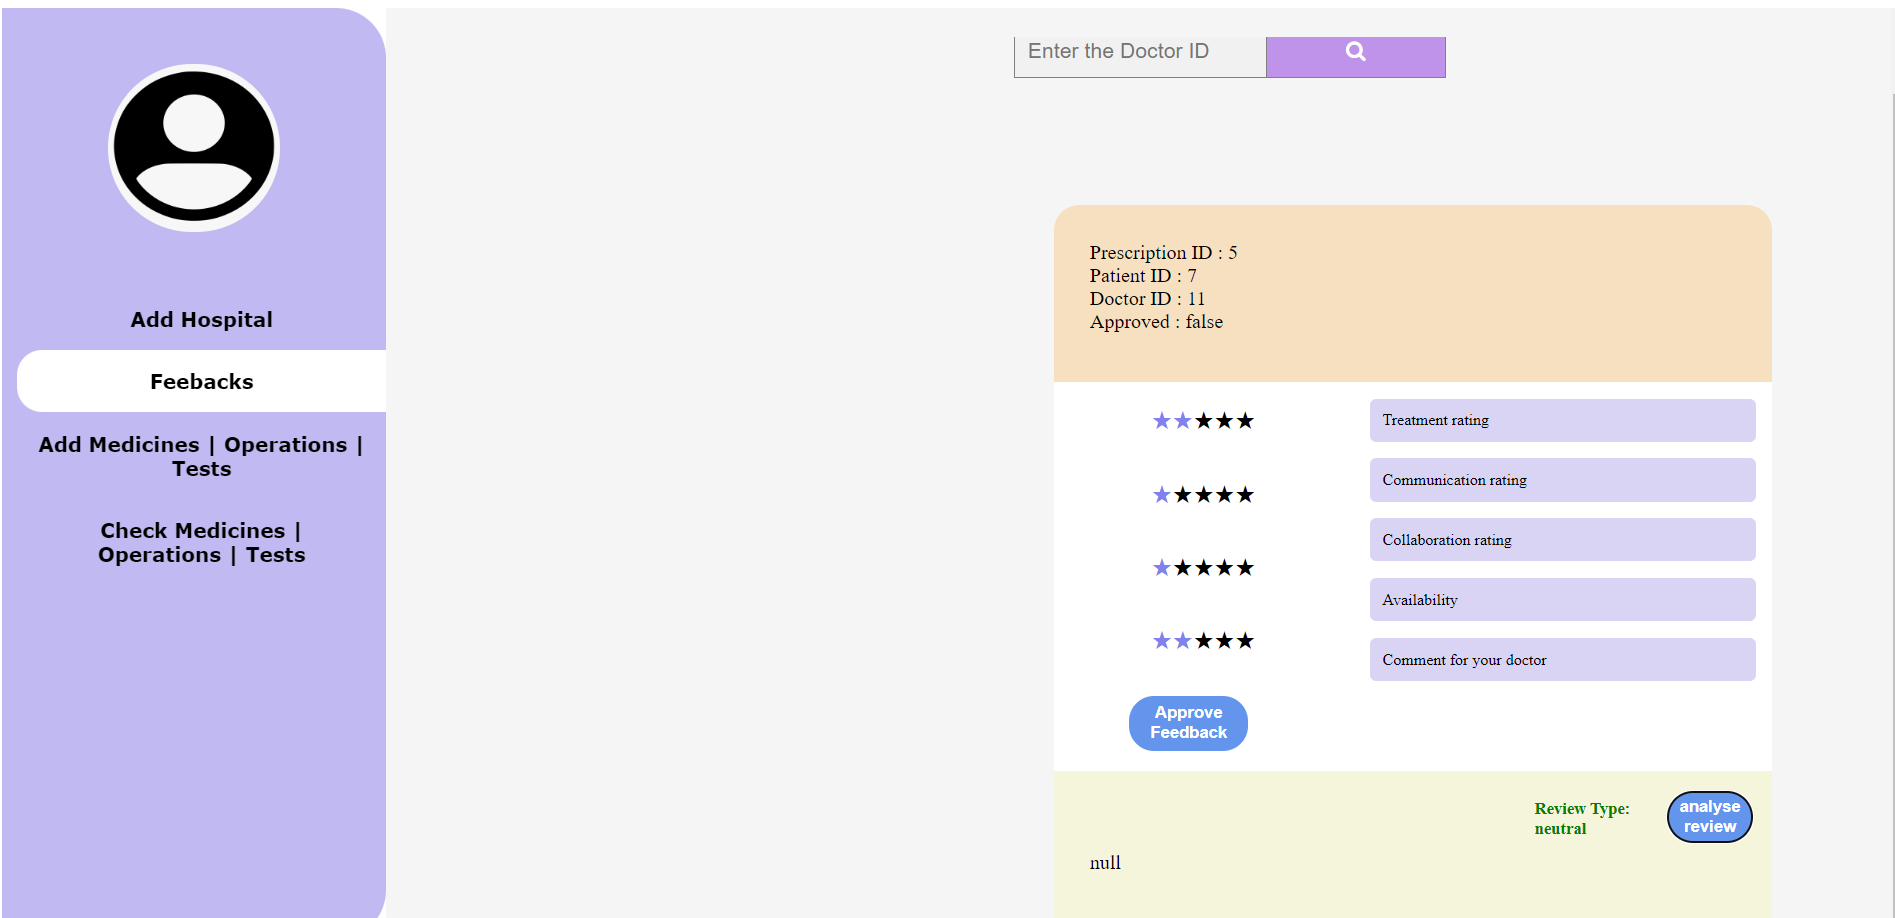 Enter the Doctor ID
Add Hospital
Feebacks
Add Medicines | Operations |
Tests
Check Medicines |
Operations | Tests
Prescription ID : 5
Patient ID : 7
Doctor ID : 11
Approved : false
Treatment rating
Communication rating
Collaboration rating
Availability
Comment for your doctor
Approve
Feedback
Review Type:
neutral
analyse
review
null